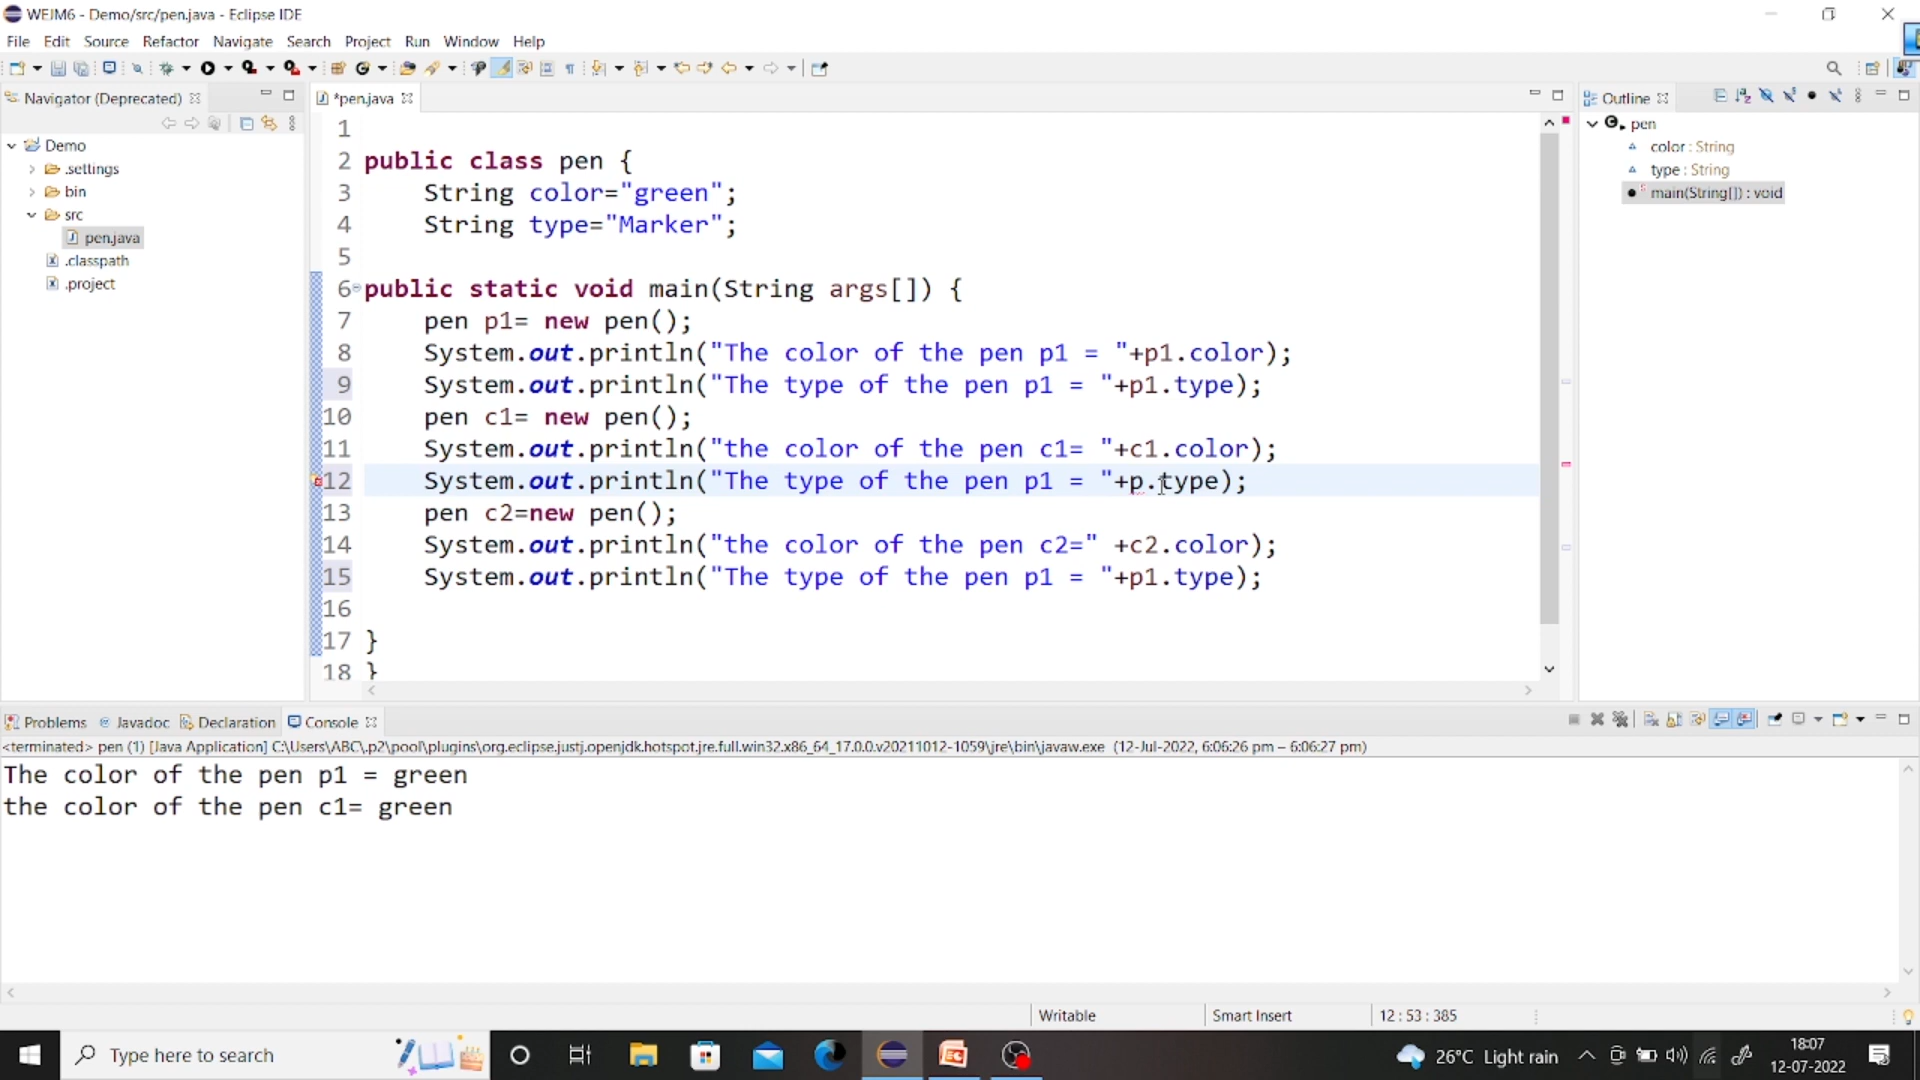 WEJM6 - Demo/src/pen.java - Eclipse IDE
File Edit Source Refactor Navigate Search Project Run Window Help
Navigator (Deprecated)
Demo
.settings
bin
src
pen.java
.classpath
.project
*pen.java
1
2 public class pen {
3 String color="green";
4 String type="Marker";
5
6 public static void main(String args[]) {
7 pen p1= new pen();
8 System.out.println("The color of the pen p1 = "+p1.color);
9 System.out.println("The type of the pen p1 = "+p1.type);
10 pen c1= new pen();
11 System.out.println("the color of the pen c1= "+c1.color);
12 System.out.println("The type of the pen p1 = "+p.type);
13 pen c2=new pen();
14 System.out.println("the color of the pen c2=" +c2.color);
15 System.out.println("The type of the pen p1 = "+p1.type);
16
17 }
18 }
Outline
pen
color : String
type : String
main(String[]) : void
Problems Javadoc Declaration Console
<terminated> pen (1) [Java Application] C:\Users\ABC\.p2\pool\plugins\org.eclipse.justj.openjdk.hotspot.jre.full.win32.x86_64_17.0.0.v20211012-1059\jre\bin\javaw.exe (12-Jul-2022, 6:06:26 pm – 6:06:27 pm)
The color of the pen p1 = green
the color of the pen c1= green
Writable Smart Insert 12 : 53 : 385
Type here to search
26°C Light rain
18:07
12-07-2022